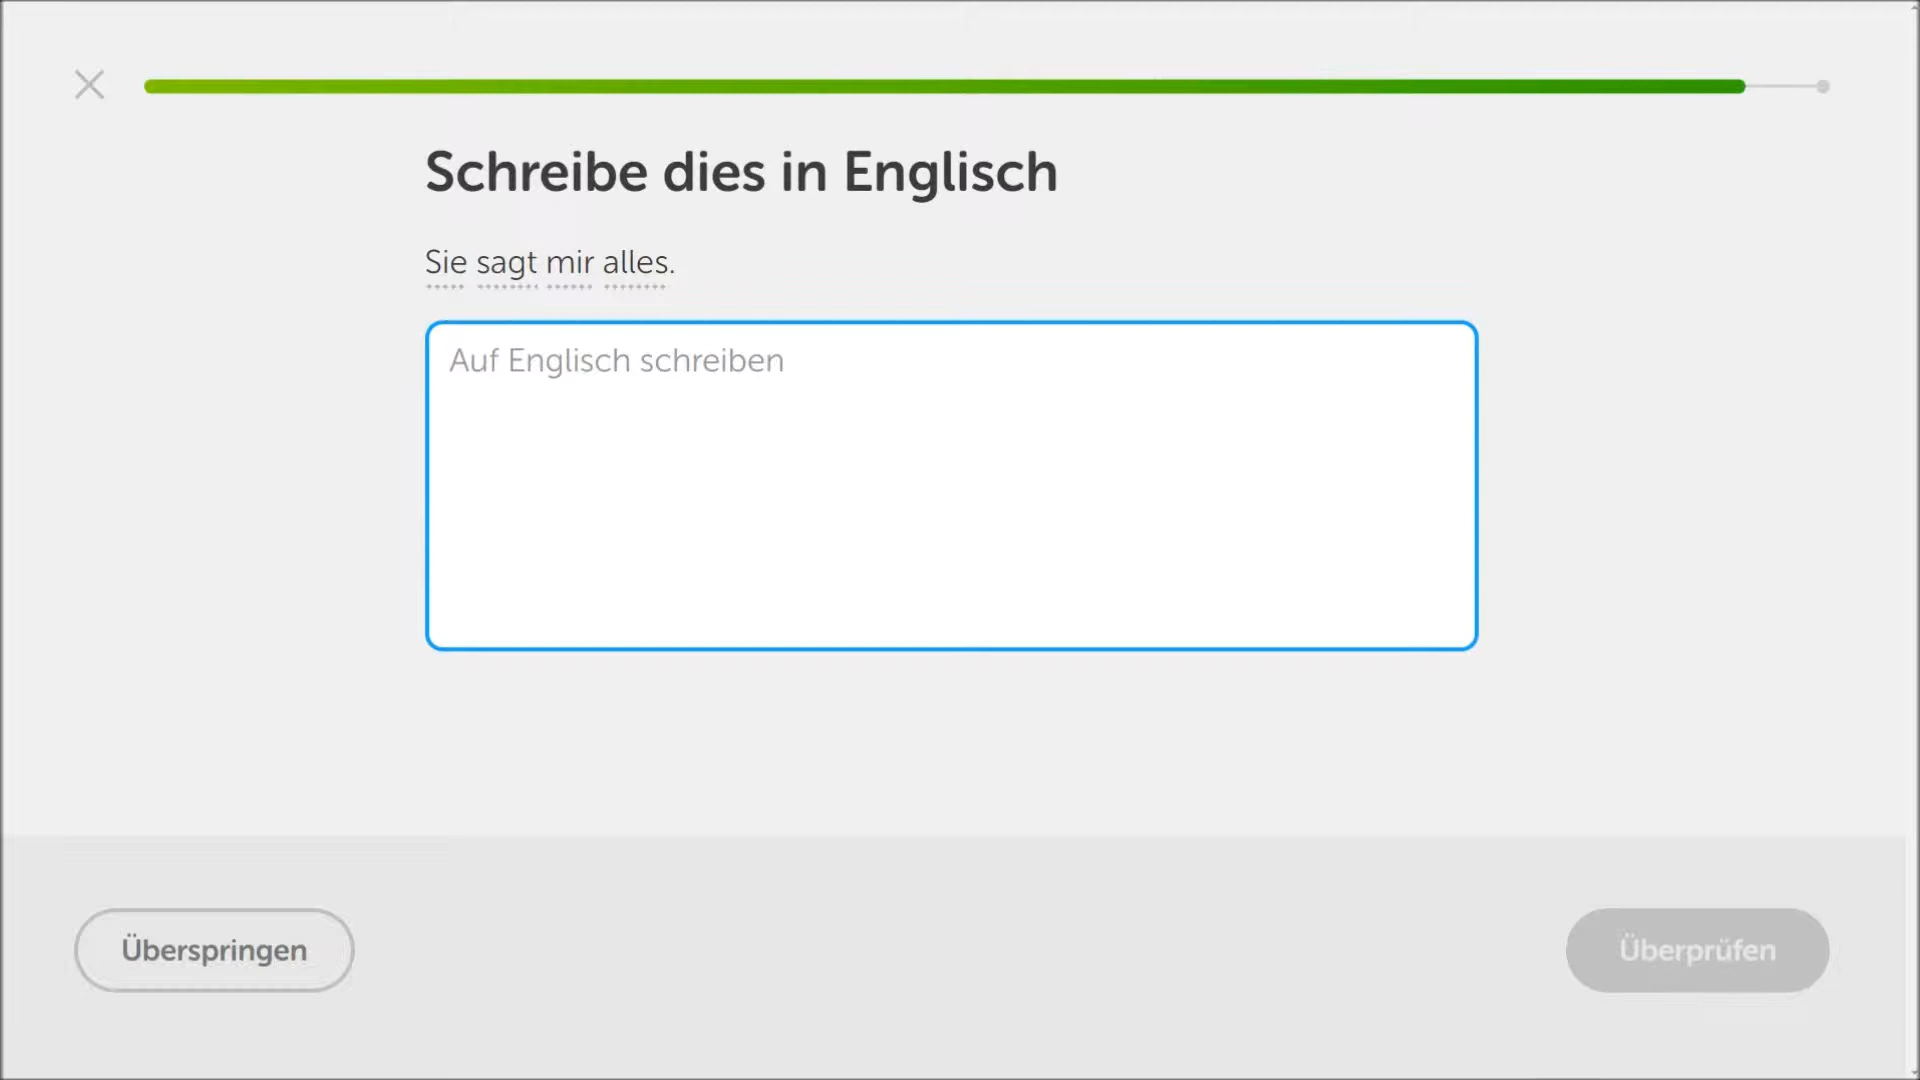 Schreibe dies in Englisch
Sie sagt mir alles.
Auf Englisch schreiben
Überspringen
Überprüfen